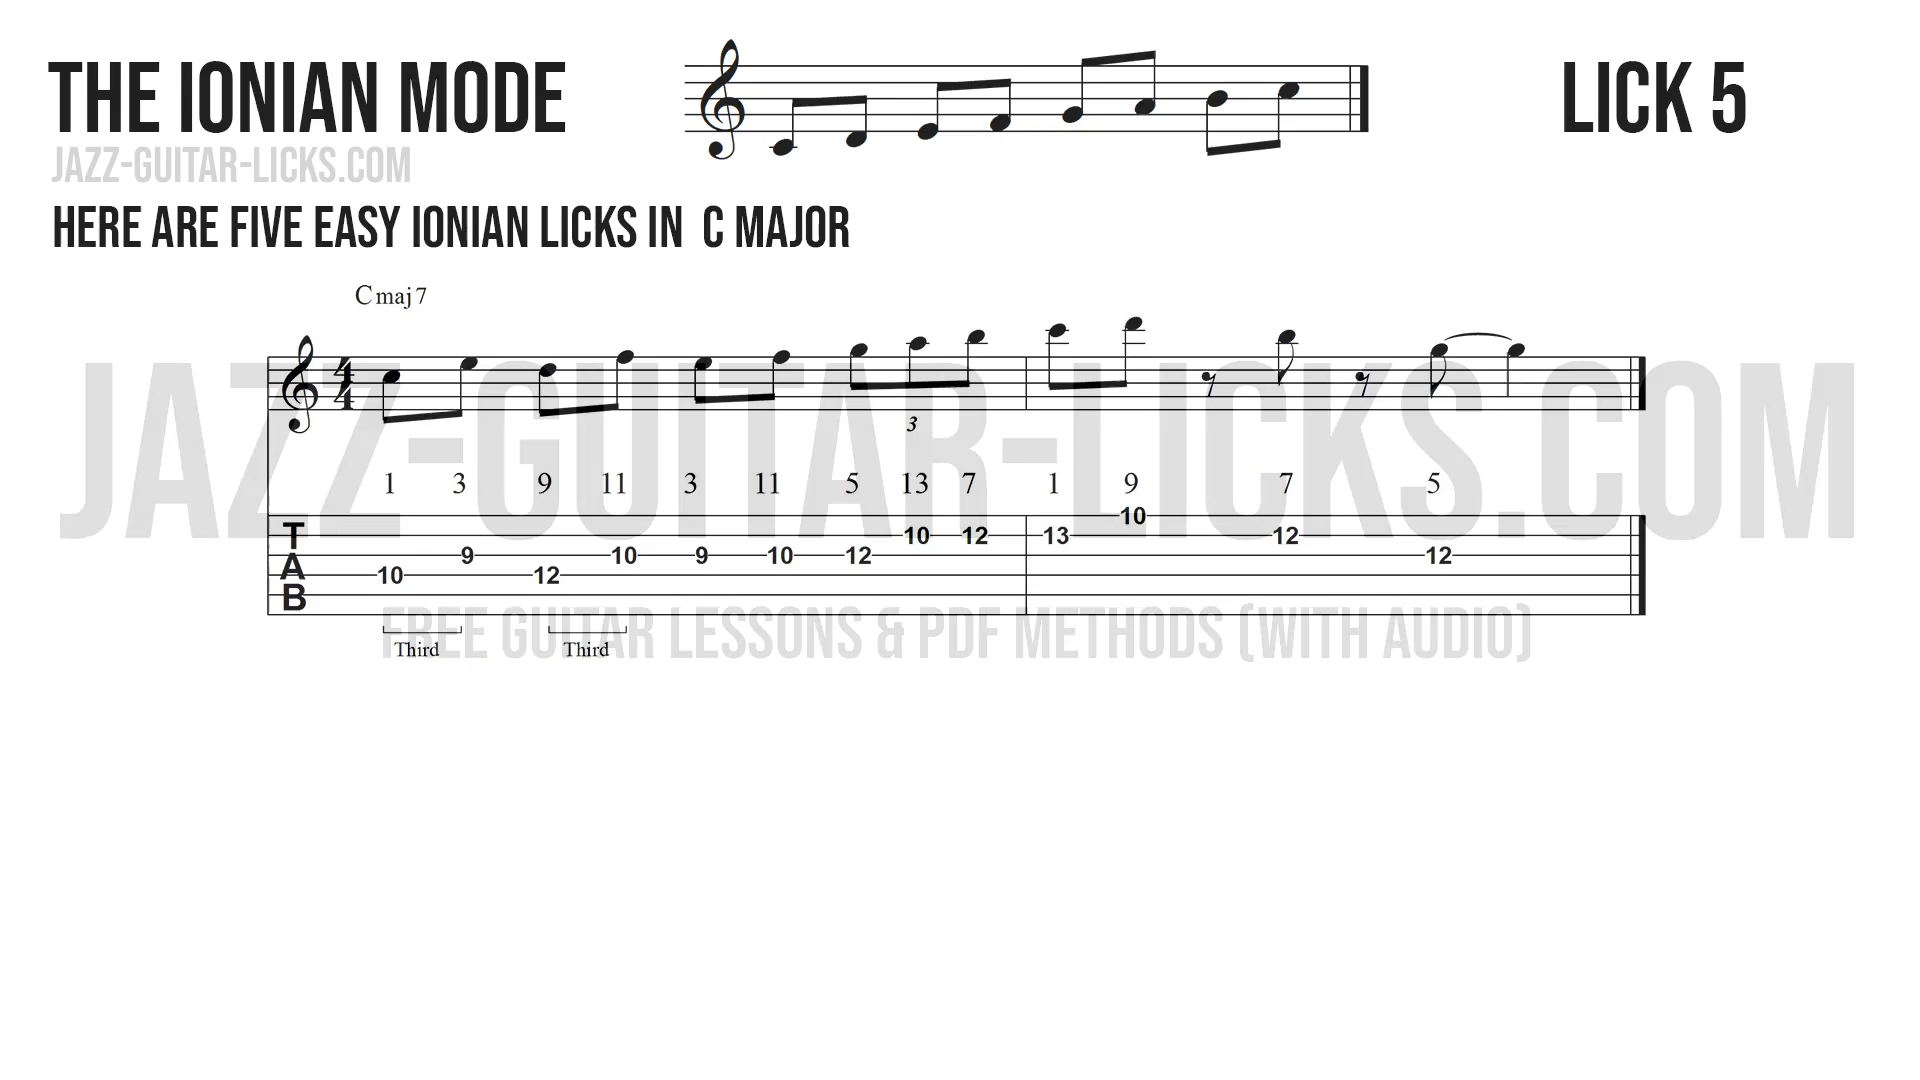 THE IONIAN MODE
LICK 5
JAZZ-GUITAR-LICKS.COM
HERE ARE FIVE EASY IONIAN LICKS IN C MAJOR
Cmaj7
JAZZ-GUITAR-LICKS.COM
4
4
3
1 3 9 11 3 11 5 13 7 1 9 7 5
10
T 10 12 13 12
A 9 10 9 10 12 12
B 10 12
Third Third
FREE GUITAR LESSONS & PDF METHODS (WITH AUDIO)